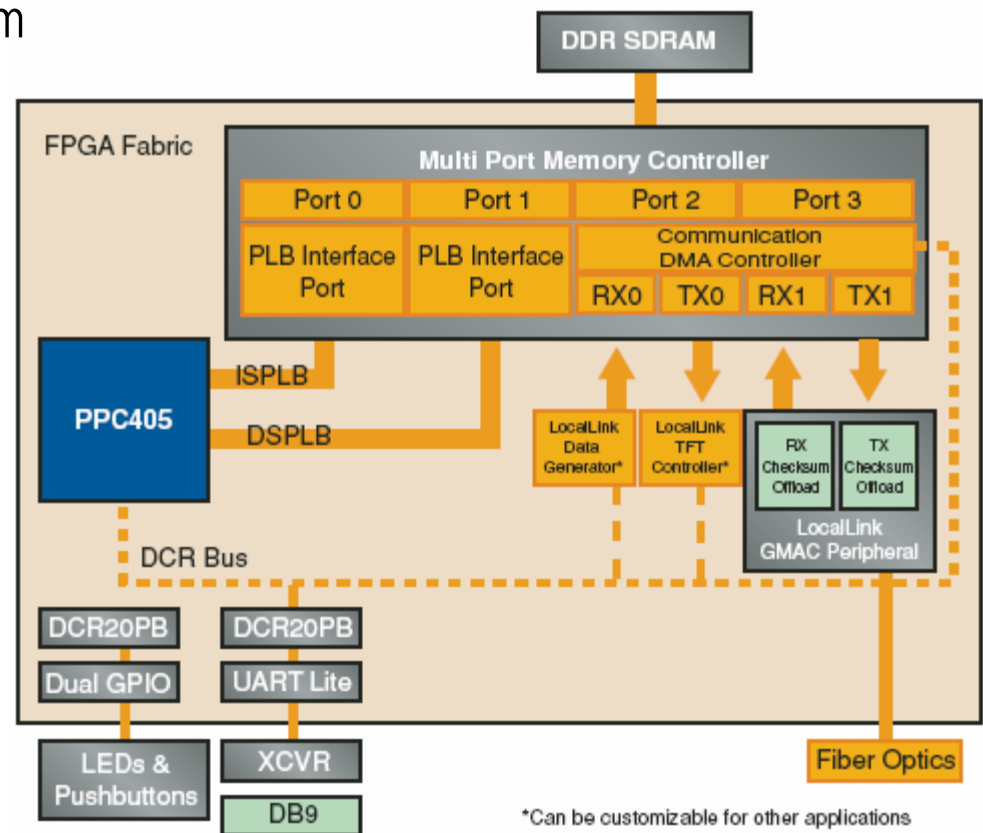 m
DDR SDRAM
FPGA Fabric
Multi Port Memory Controller
Port 0
Port 1
Port 2
Port 3
PLB Interface
Port
PLB Interface
Port
Communication
DMA Controller
RX0
TX0
RX1
TX1
PPC405
ISPLB
DSPLB
LocalLink
Data
Generator*
LocalLink
TFT
Controller*
RX
Checksum
Offload
TX
Checksum
Offload
LocalLink
GMAC Peripheral
DCR Bus
DCR20PB
DCR20PB
Dual GPIO
UART Lite
LEDs &
Pushbuttons
XCVR
DB9
Fiber Optics
*Can be customizable for other applications